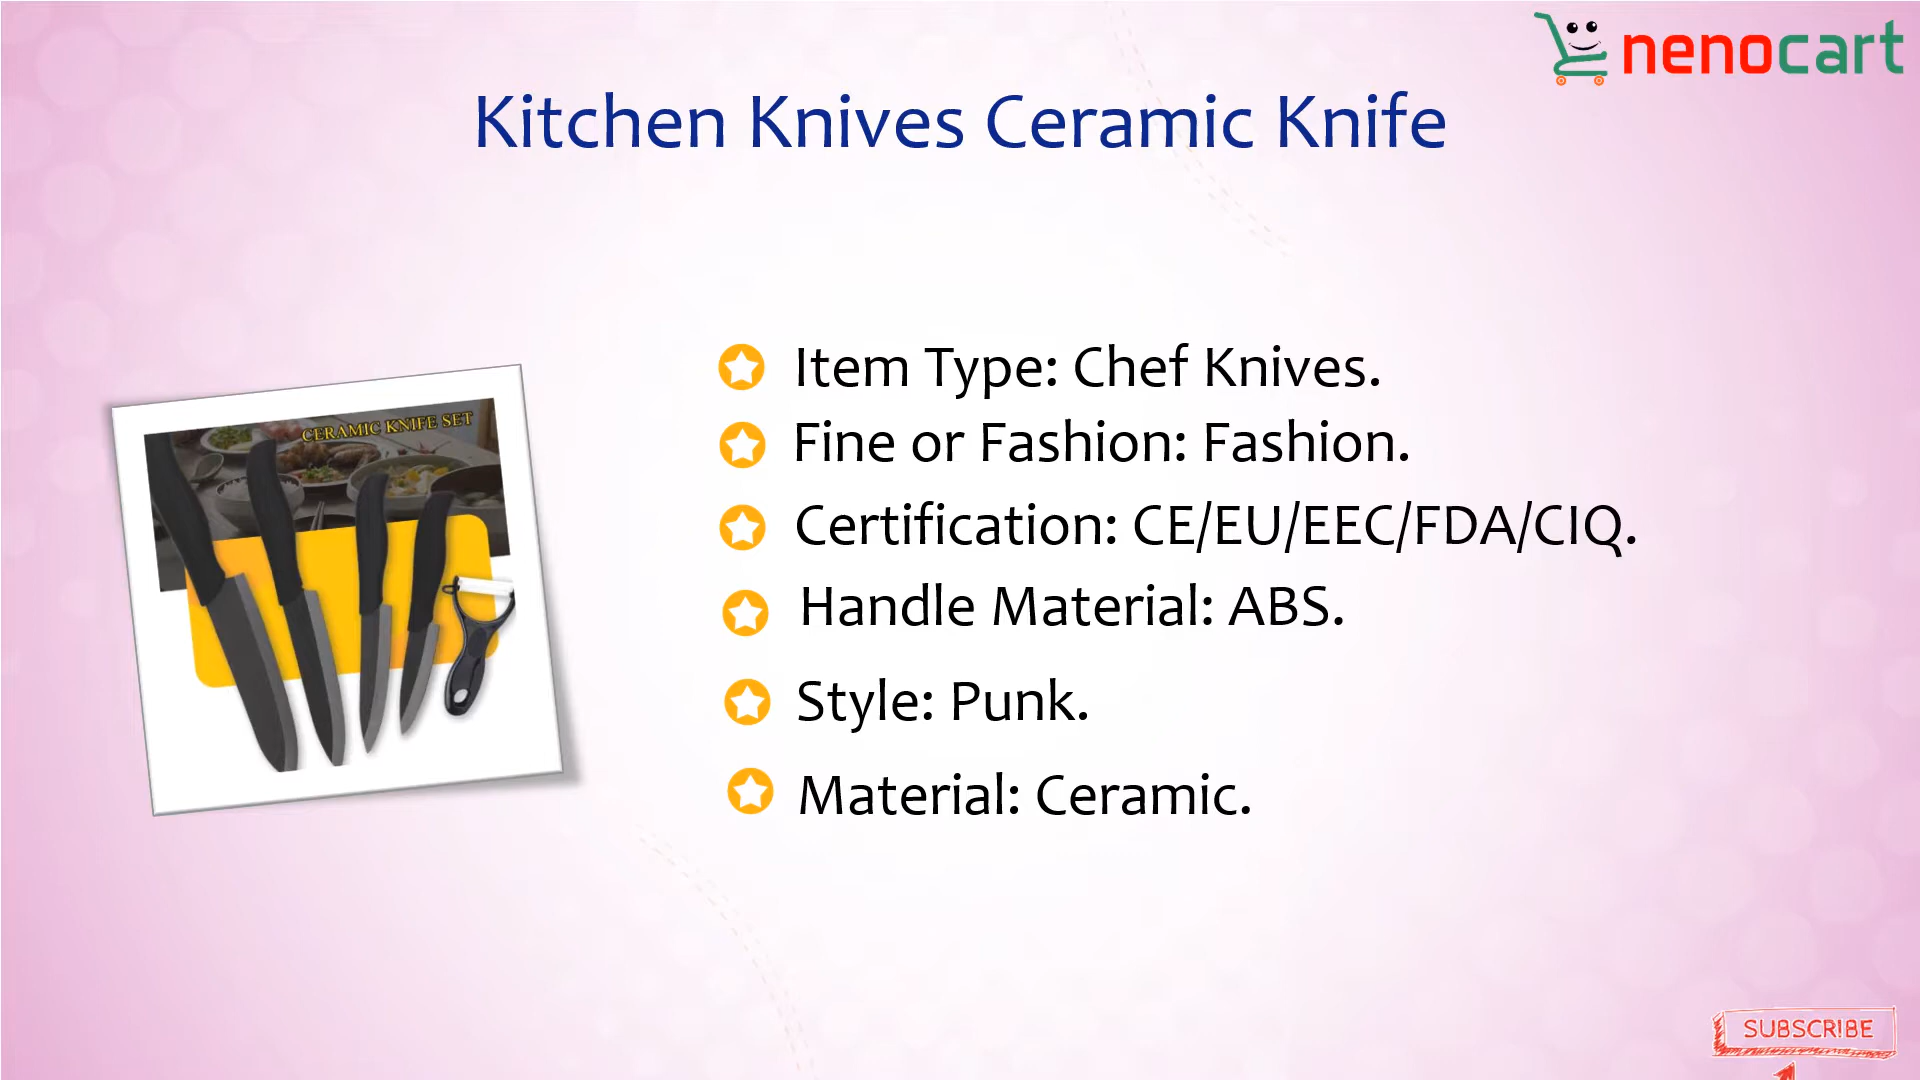 nenocart
Kitchen Knives Ceramic Knife
CERAMIC KNIFE SET
Item Type: Chef Knives.
Fine or Fashion: Fashion.
Certification: CE/EU/EEC/FDA/CIQ.
Handle Material: ABS.
Style: Punk.
Material: Ceramic.
SUBSCRIBE